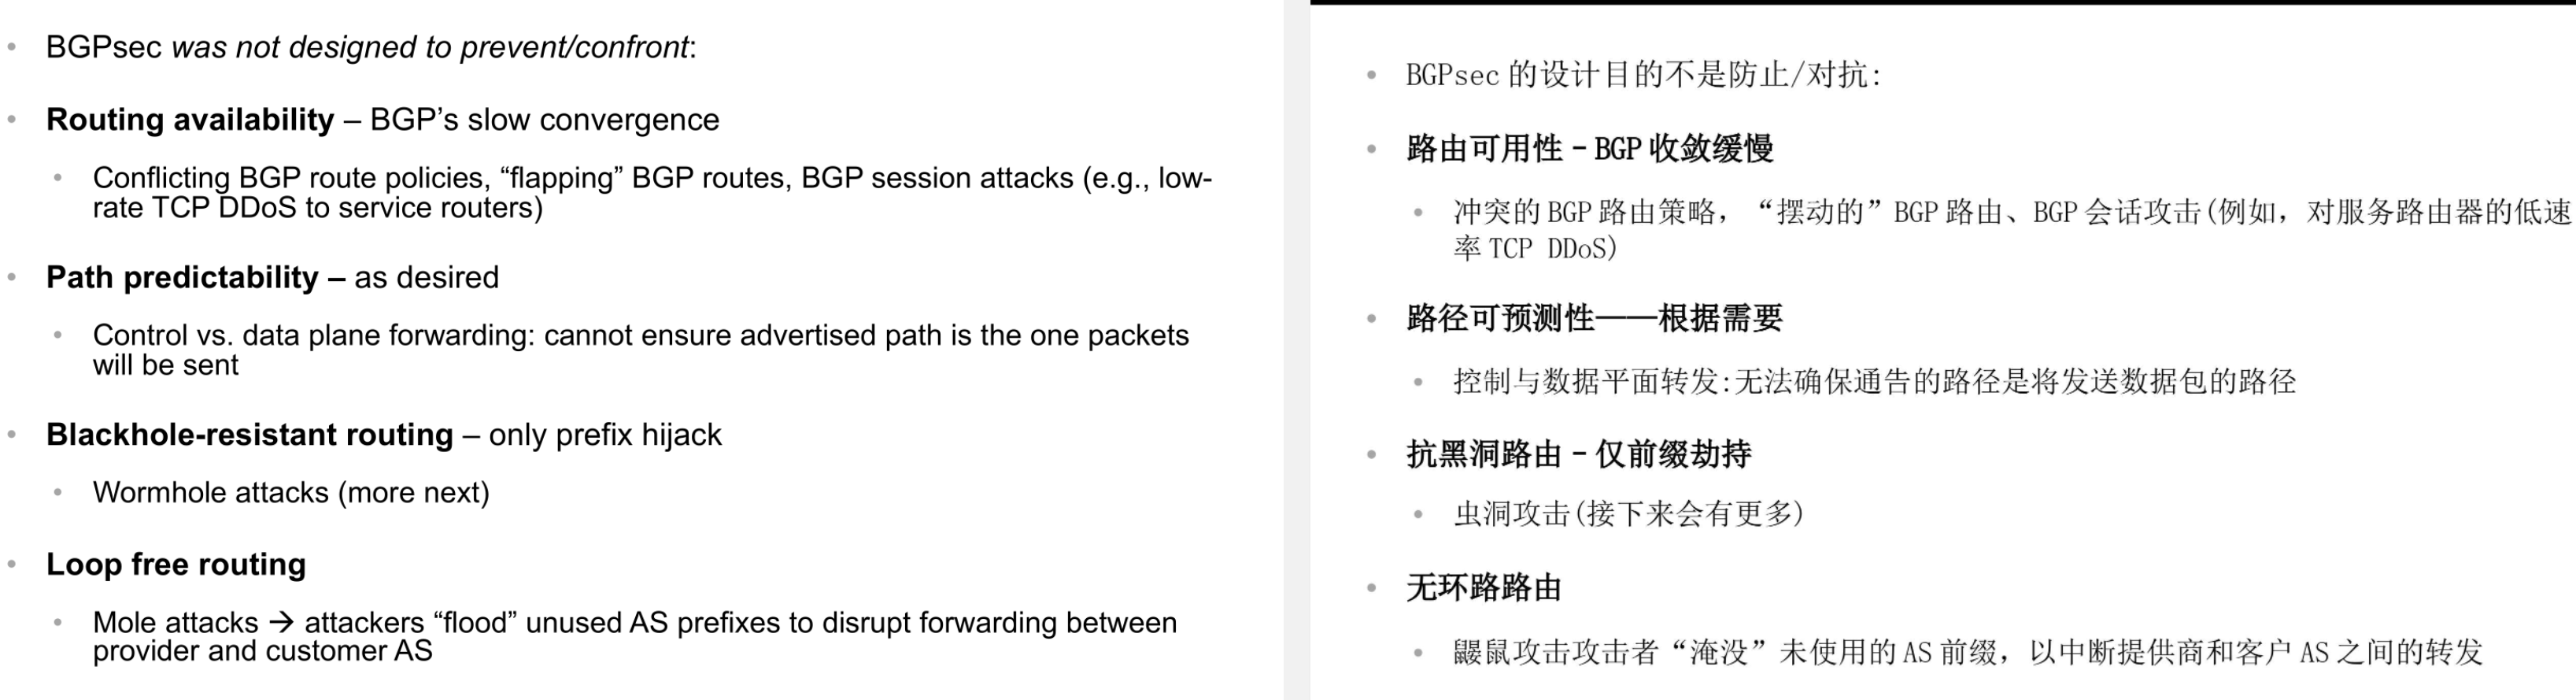 • BGPsec was not designed to prevent/confront:
• Routing availability – BGP’s slow convergence
• Conflicting BGP route policies, “flapping” BGP routes, BGP session attacks (e.g., low-
rate TCP DDoS to service routers)
• Path predictability – as desired
• Control vs. data plane forwarding: cannot ensure advertised path is the one packets
will be sent
• Blackhole-resistant routing – only prefix hijack
• Wormhole attacks (more next)
• Loop free routing
• Mole attacks → attackers “flood” unused AS prefixes to disrupt forwarding between
provider and customer AS
• BGPsec 的设计目的不是防止/对抗:
• 路由可用性 – BGP 收敛缓慢
• 冲突的 BGP 路由策略，“摆动的”BGP 路由、BGP 会话攻击(例如，对服务路由器的低速
率 TCP DDoS)
• 路径可预测性——根据需要
• 控制与数据平面转发:无法确保通告的路径是将发送数据包的路径
• 抗黑洞路由 – 仅前缀劫持
• 虫洞攻击(接下来会有更多)
• 无环路路由
• 鼹鼠攻击攻击者“淹没”未使用的 AS 前缀，以中断提供商和客户 AS 之间的转发